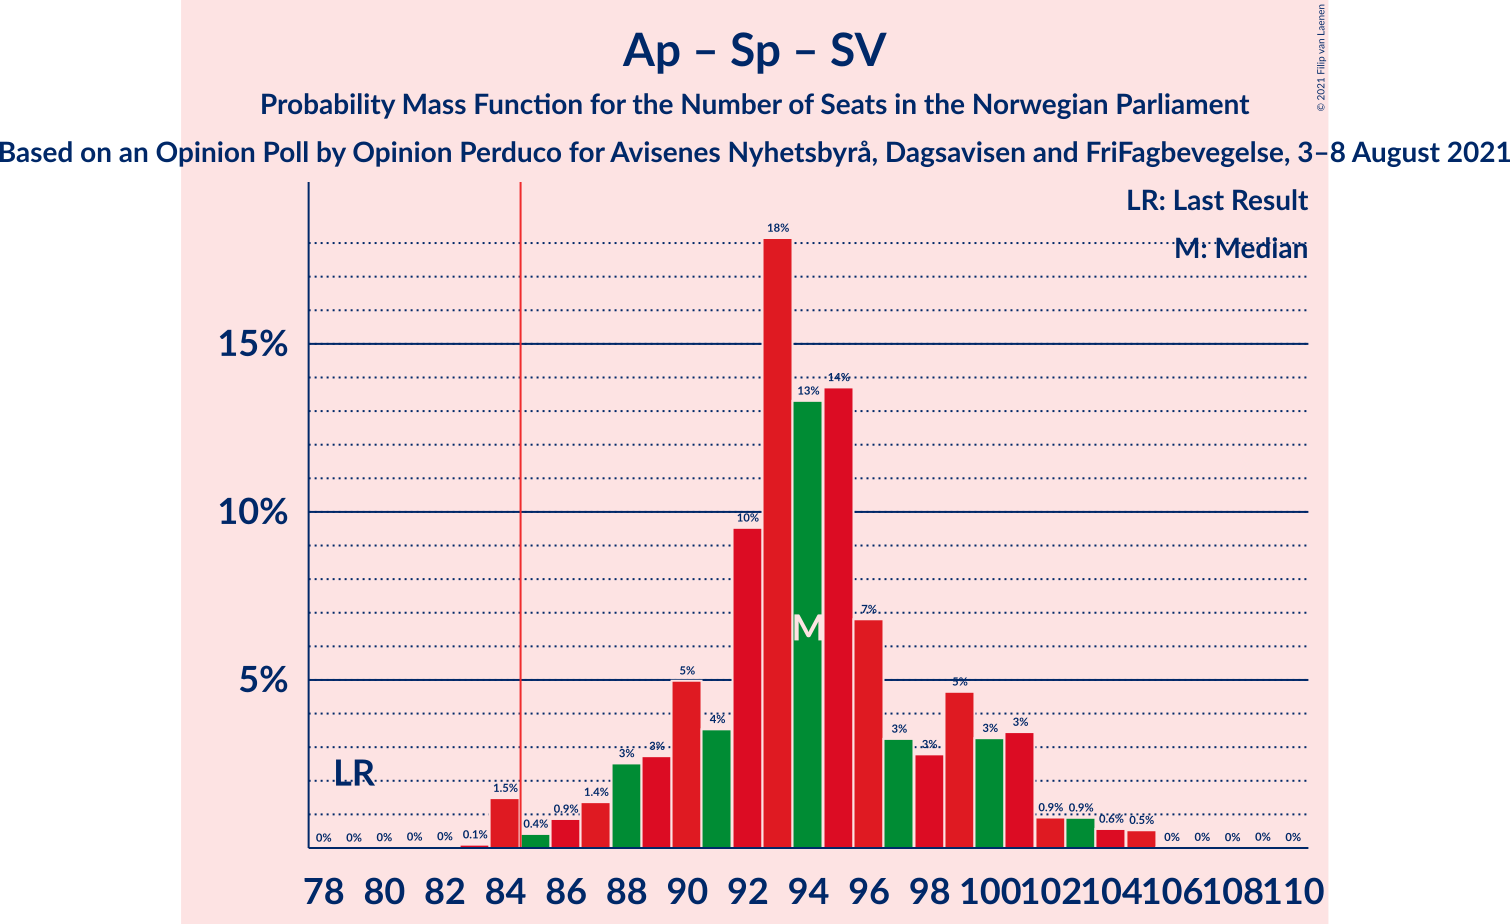 Ap – Sp – SV
Probability Mass Function for the Number of Seats in the Norwegian Parliament
Based on an Opinion Poll by Opinion Perduco for Avisenes Nyhetsbyrå, Dagsavisen and FriFagbevegelse, 3–8 August 2021
© 2021 Filip van Laenen
LR: Last Result
M: Median
15%
10%
5%
LR
M
0% 0% 0% 0% 0% 0.1% 1.5% 0.4% 0.9% 1.4% 3% 3% 5% 4% 10% 18% 13% 14% 7% 3% 3% 5% 3% 3% 0.9% 0.9% 0.6% 0.5% 0% 0% 0% 0% 0%
78 80 82 84 86 88 90 92 94 96 98 100 102 104 106 108 110